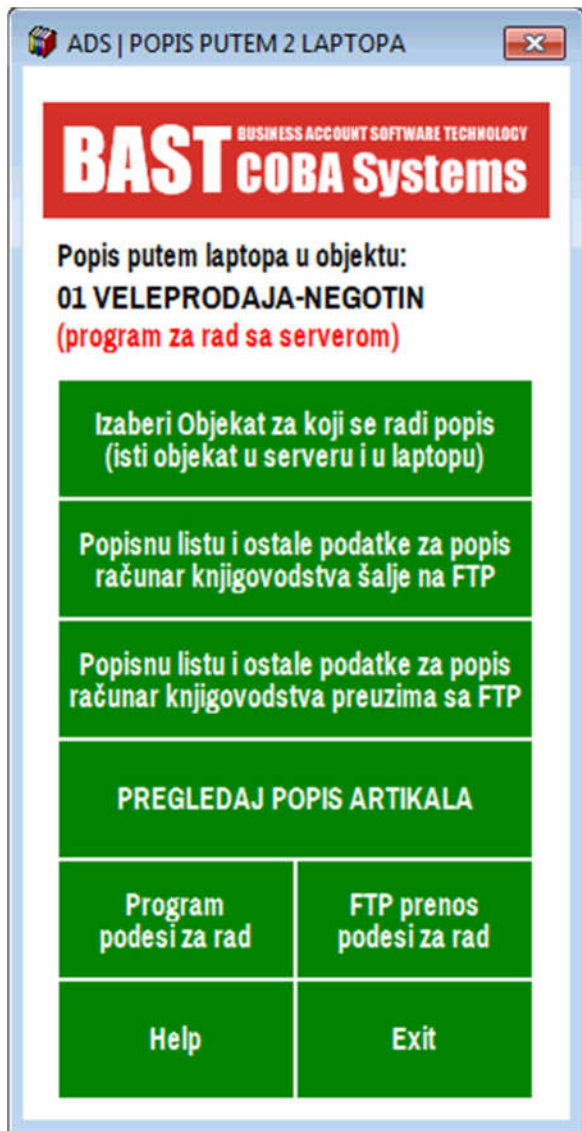 ADS | POPIS PUTEM 2 LAPTOPA
BAST BUSINESS ACCOUNT SOFTWARE TECHNOLOGY
COBA Systems
Popis putem laptopa u objektu:
01 VELEPRODAJA-NEGOTIN
(program za rad sa serverom)
Izaberi Objekat za koji se radi popis
(isti objekat u serveru i u laptopu)
Popisnu listu i ostale podatke za popis
računar knjigovodstva šalje na FTP
Popisnu listu i ostale podatke za popis
računar knjigovodstva preuzima sa FTP
PREGLEDAJ POPIS ARTIKALA
Program
podesi za rad
FTP prenos
podesi za rad
Help
Exit